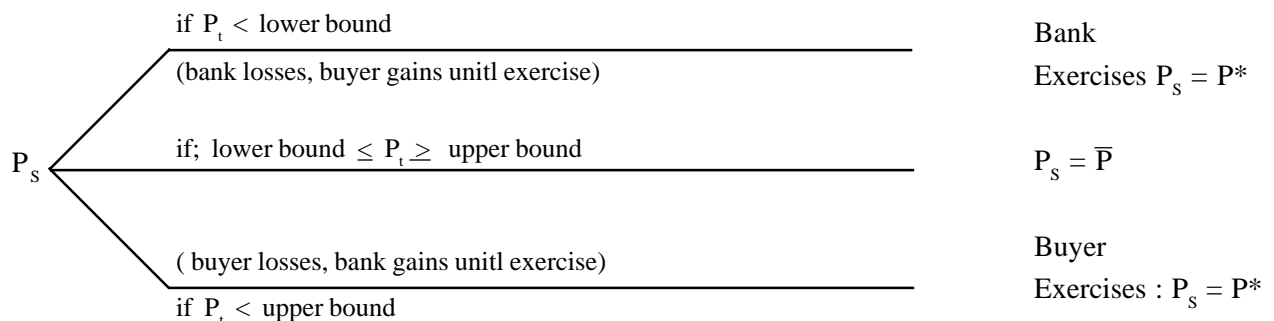 if P_t < lower bound
Bank
(bank losses, buyer gains unitl exercise)
Exercises P_S = P*
if; lower bound ≤ P_t ≥ upper bound
P_S
P_S = P̅
Buyer
( buyer losses, bank gains unitl exercise)
Exercises : P_S = P*
if P_t < upper bound